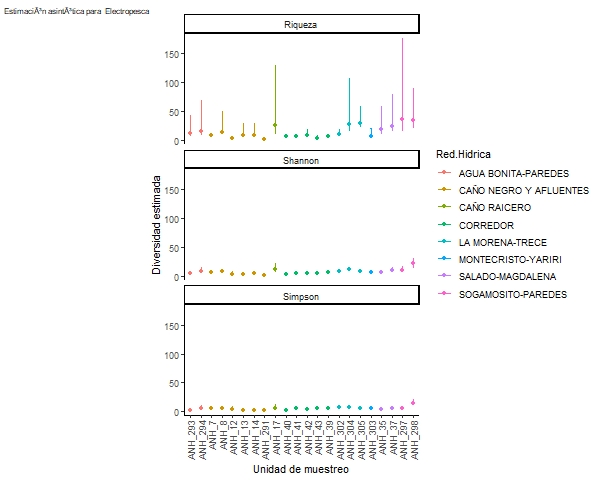 EstimaciÃ³n asintÃ³tica para Electropesca
Riqueza
150
100
50
0
Shannon
150
100
50
0
Simpson
150
100
50
0
Diversidad estimada
ANH_293
ANH_294
ANH_7
ANH_8
ANH_12
ANH_13
ANH_14
ANH_291
ANH_17
ANH_40
ANH_41
ANH_42
ANH_43
ANH_39
ANH_302
ANH_304
ANH_305
ANH_303
ANH_35
ANH_37
ANH_297
ANH_298
Unidad de muestreo
Red.Hidrica
AGUA BONITA-PAREDES
CAÑO NEGRO Y AFLUENTES
CAÑO RAICERO
CORREDOR
LA MORENA-TRECE
MONTECRISTO-YARIRI
SALADO-MAGDALENA
SOGAMOSITO-PAREDES